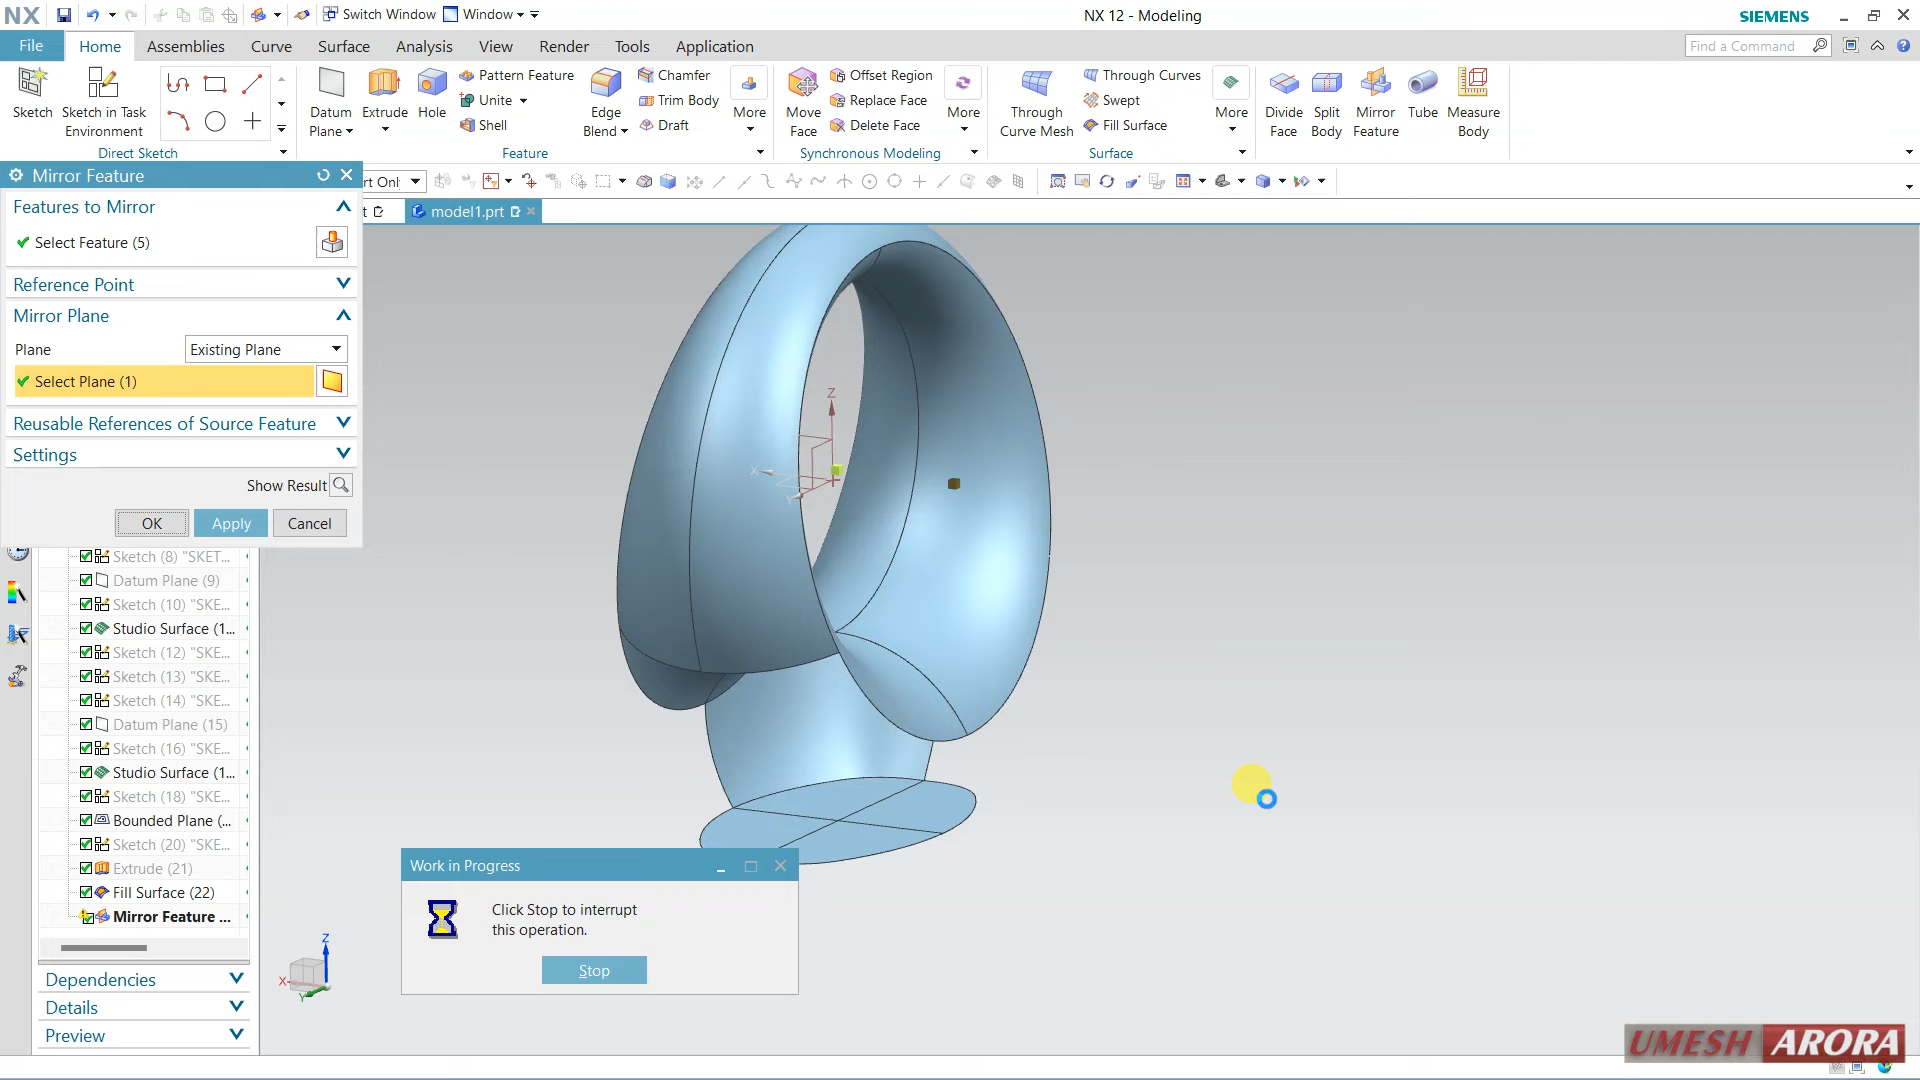 NX
Switch Window
Window
NX 12 - Modeling
SIEMENS
File
Home
Assemblies
Curve
Surface
Analysis
View
Render
Tools
Application
Find a Command
Sketch
Sketch in Task
Environment
Direct Sketch
Datum
Plane
Extrude
Hole
Pattern Feature
Unite
Shell
Edge
Blend
Chamfer
Trim Body
Draft
More
Feature
Move
Face
Offset Region
Replace Face
Delete Face
More
Synchronous Modeling
Through
Curve Mesh
Through Curves
Swept
Fill Surface
More
Surface
Divide
Face
Split
Body
Mirror
Feature
Tube
Measure
Body
Mirror Feature
rt Onl
t
model1.prt
Features to Mirror
Select Feature (5)
Reference Point
Mirror Plane
Plane
Existing Plane
Select Plane (1)
Reusable References of Source Feature
Settings
Show Result
OK
Apply
Cancel
Sketch (8) "SKET...
Datum Plane (9)
Sketch (10) "SKE...
Studio Surface (1...
Sketch (12) "SKE...
Sketch (13) "SKE...
Sketch (14) "SKE...
Datum Plane (15)
Sketch (16) "SKE...
Studio Surface (1...
Sketch (18) "SKE...
Bounded Plane (...
Sketch (20) "SKE...
Extrude (21)
Fill Surface (22)
Mirror Feature ...
Dependencies
Details
Preview
Z
X
Y
Z
X
Y
Work in Progress
Click Stop to interrupt
this operation.
Stop
UMESH ARORA